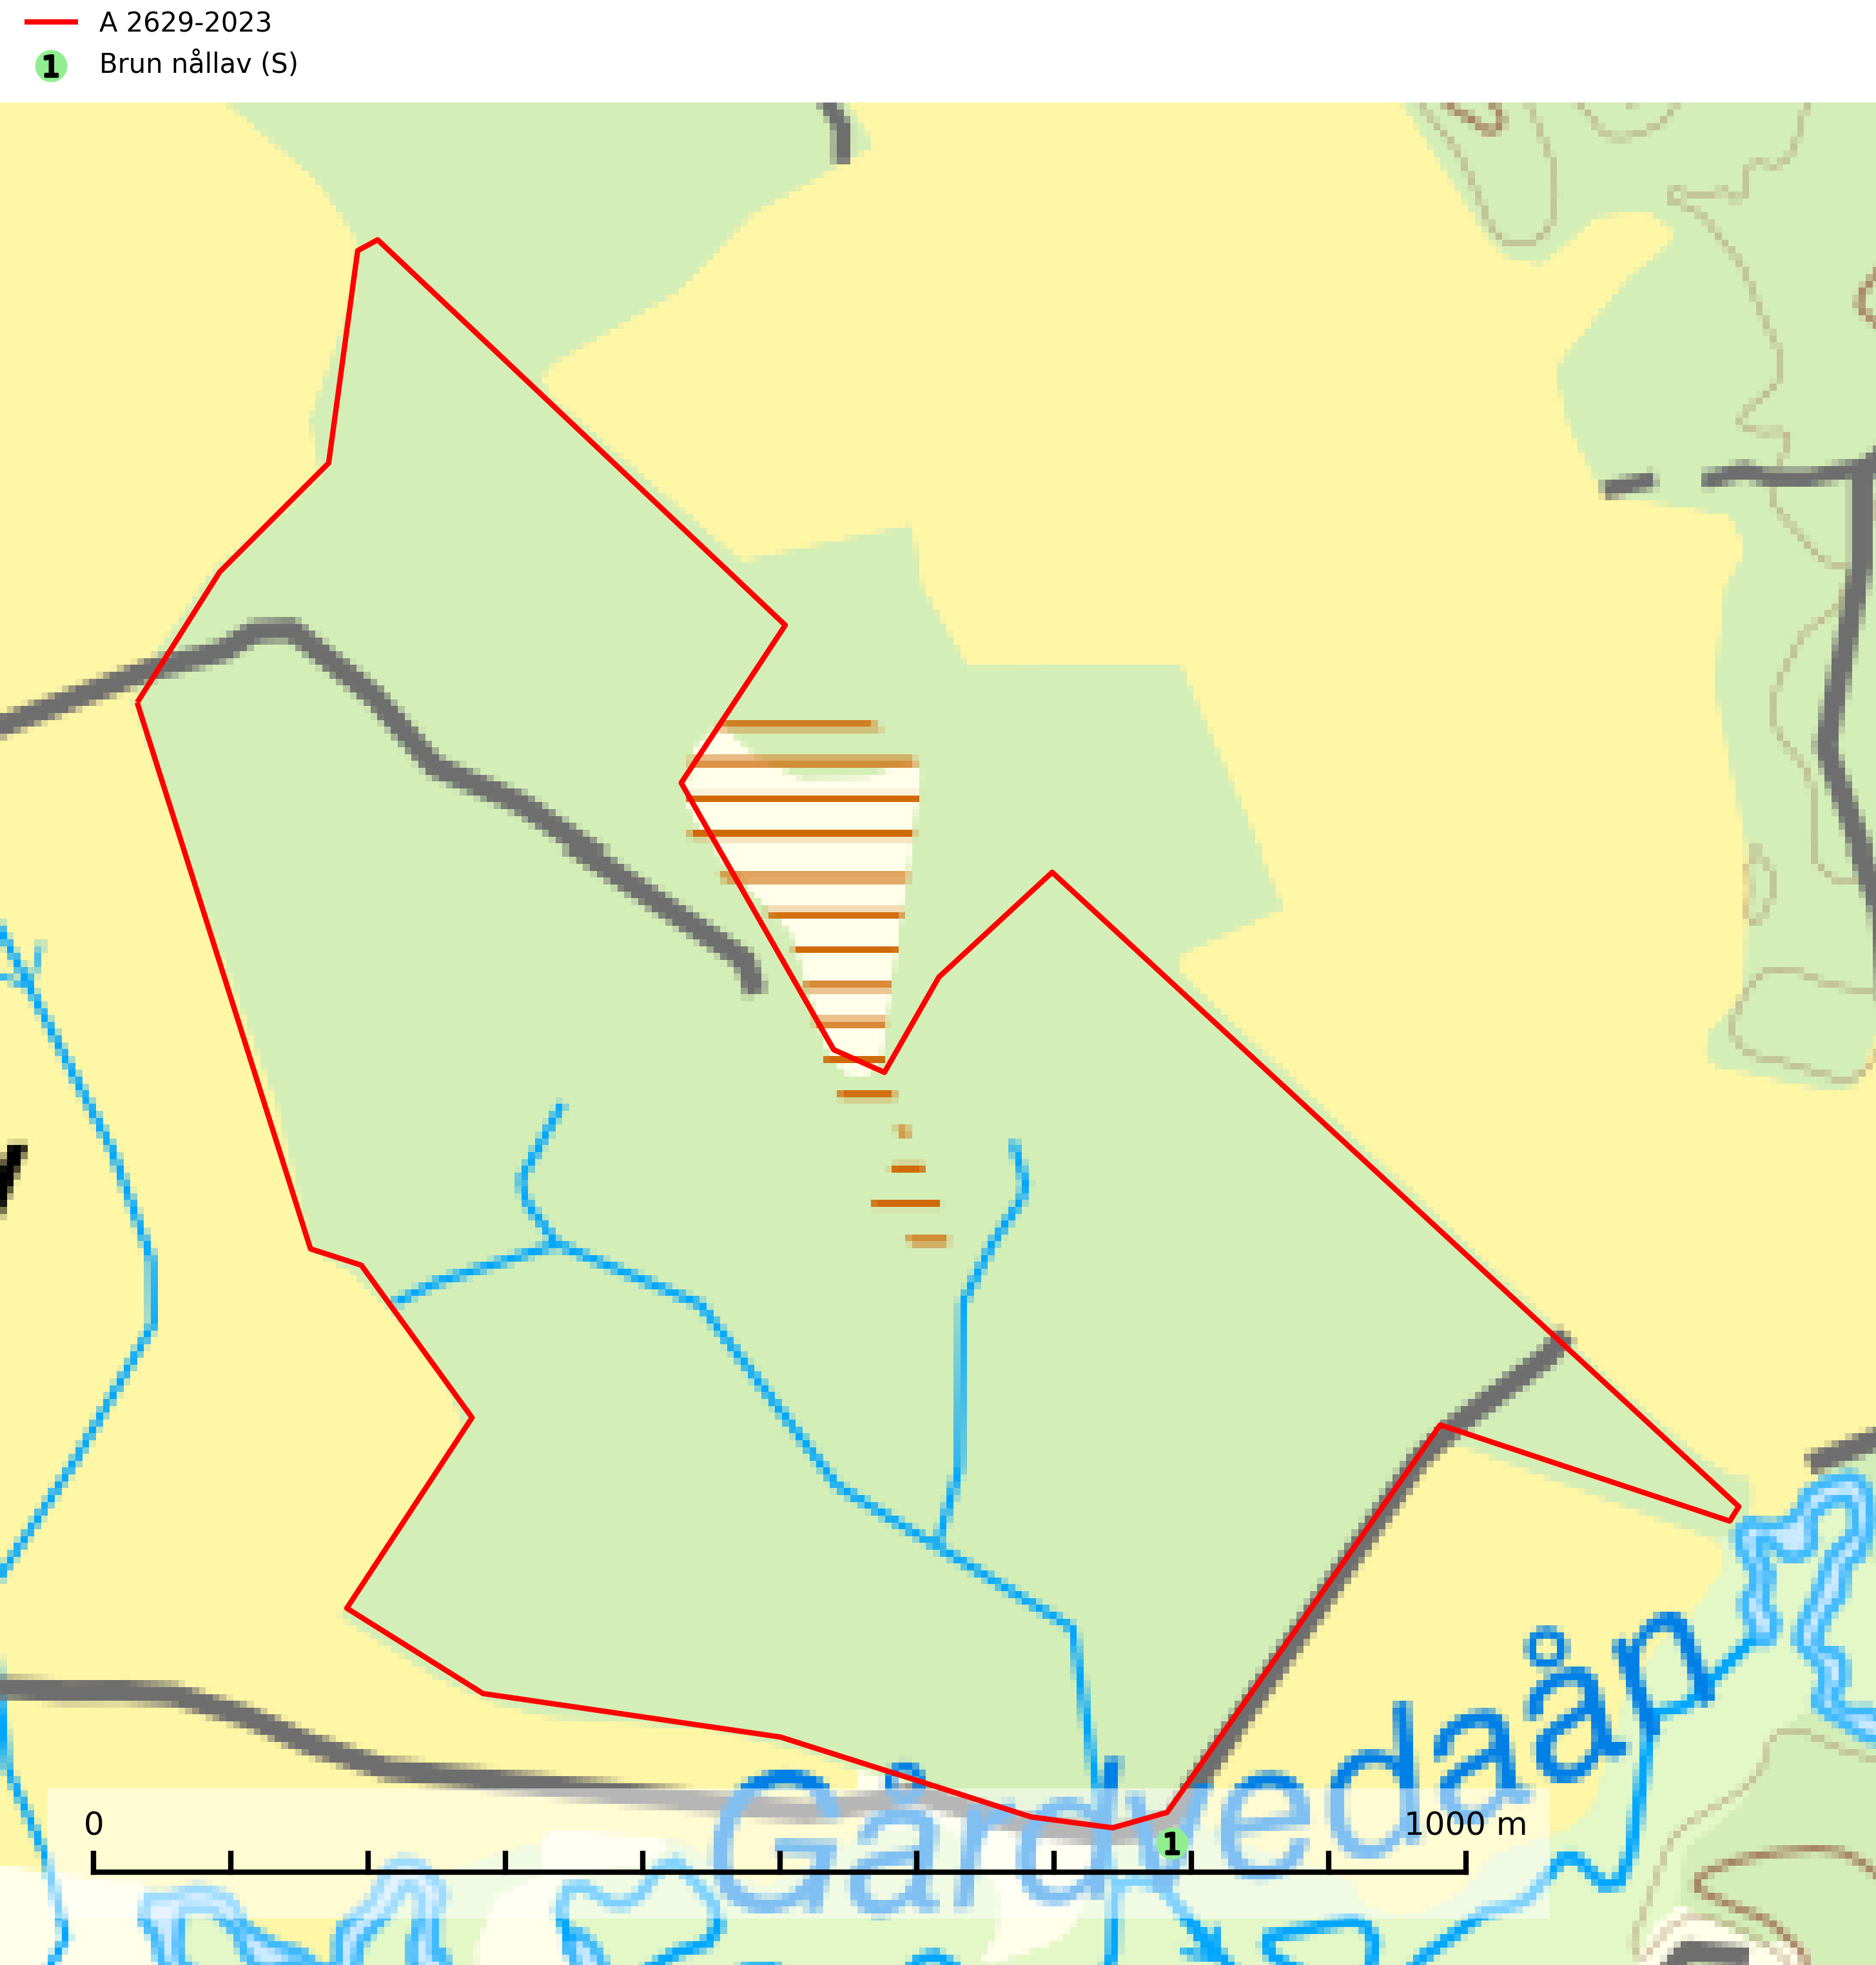 A 2629-2023
1 Brun nållav (S)
Gårdvedaån
0 1000 m
1